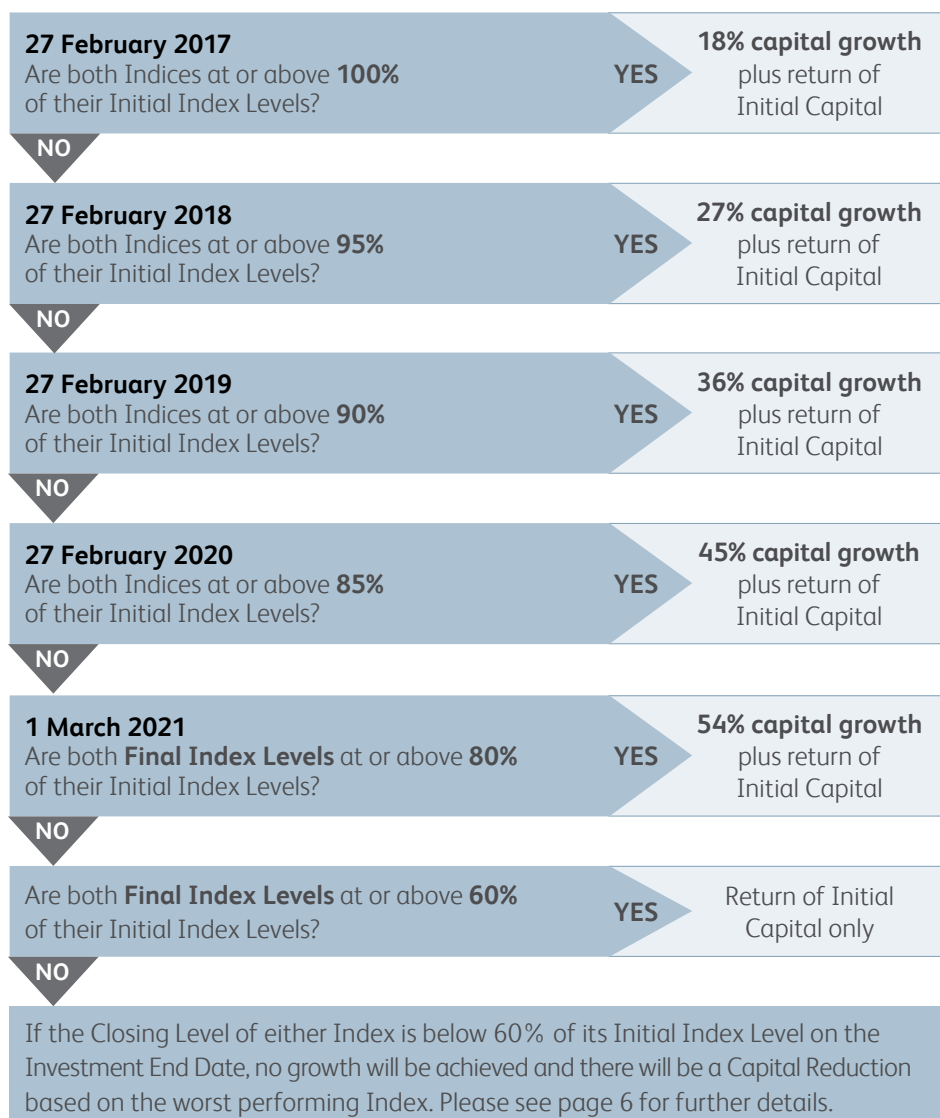 27 February 2017
Are both Indices at or above 100%
of their Initial Index Levels?
YES
18% capital growth
plus return of
Initial Capital
NO
27 February 2018
Are both Indices at or above 95%
of their Initial Index Levels?
YES
27% capital growth
plus return of
Initial Capital
NO
27 February 2019
Are both Indices at or above 90%
of their Initial Index Levels?
YES
36% capital growth
plus return of
Initial Capital
NO
27 February 2020
Are both Indices at or above 85%
of their Initial Index Levels?
YES
45% capital growth
plus return of
Initial Capital
NO
1 March 2021
Are both Final Index Levels at or above 80%
of their Initial Index Levels?
YES
54% capital growth
plus return of
Initial Capital
NO
Are both Final Index Levels at or above 60%
of their Initial Index Levels?
YES
Return of Initial
Capital only
NO
If the Closing Level of either Index is below 60% of its Initial Index Level on the
Investment End Date, no growth will be achieved and there will be a Capital Reduction
based on the worst performing Index. Please see page 6 for further details.